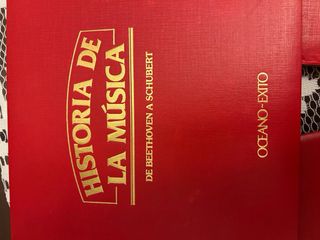 HISTORIA DE
LA MÚSICA
DE BEETHOVEN A SCHUBERT
OCEANO-EXITO